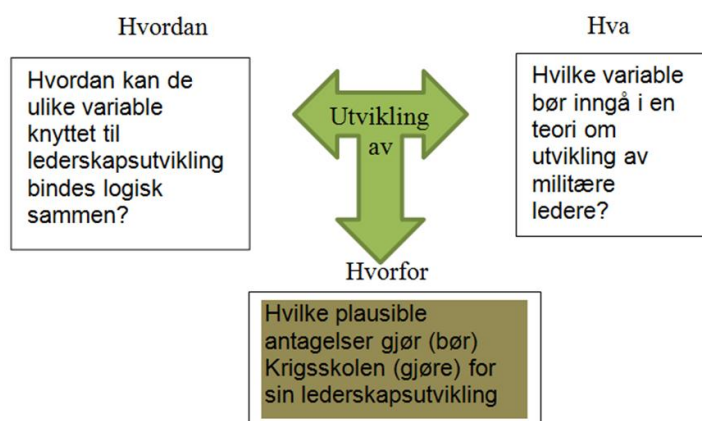 Hvordan
Hva
Hvordan kan de
ulike variable
knyttet til
lederskapsutvikling
bindes logisk
sammen?
Utvikling
av
Hvilke variable
bør inngå i en
teori om
utvikling av
militære
ledere?
Hvorfor
Hvilke plausible
antagelser gjør (bør)
Krigsskolen (gjøre) for
sin lederskapsutvikling